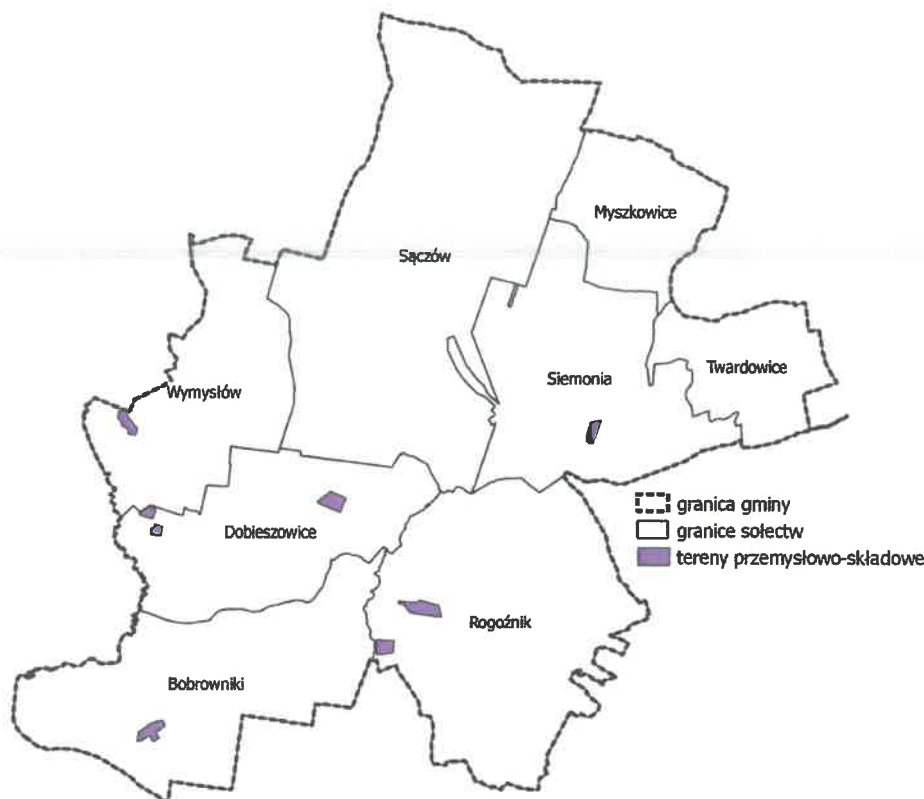 Myszkowice
Sączów
Twardowice
Siemonia
Wymysłów
granica gminy
granice sołectw
Dobieszowice
tereny przemysłowo-składowe
Rogoźnik
Bobrowniki